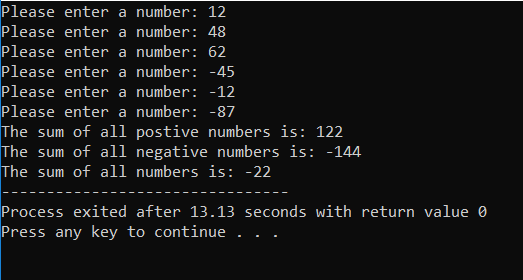 Please enter a number: 12
Please enter a number: 48
Please enter a number: 62
Please enter a number: -45
Please enter a number: -12
Please enter a number: -87
The sum of all postive numbers is: 122
The sum of all negative numbers is: -144
The sum of all numbers is: -22
--------------------------------
Process exited after 13.13 seconds with return value 0
Press any key to continue . . .